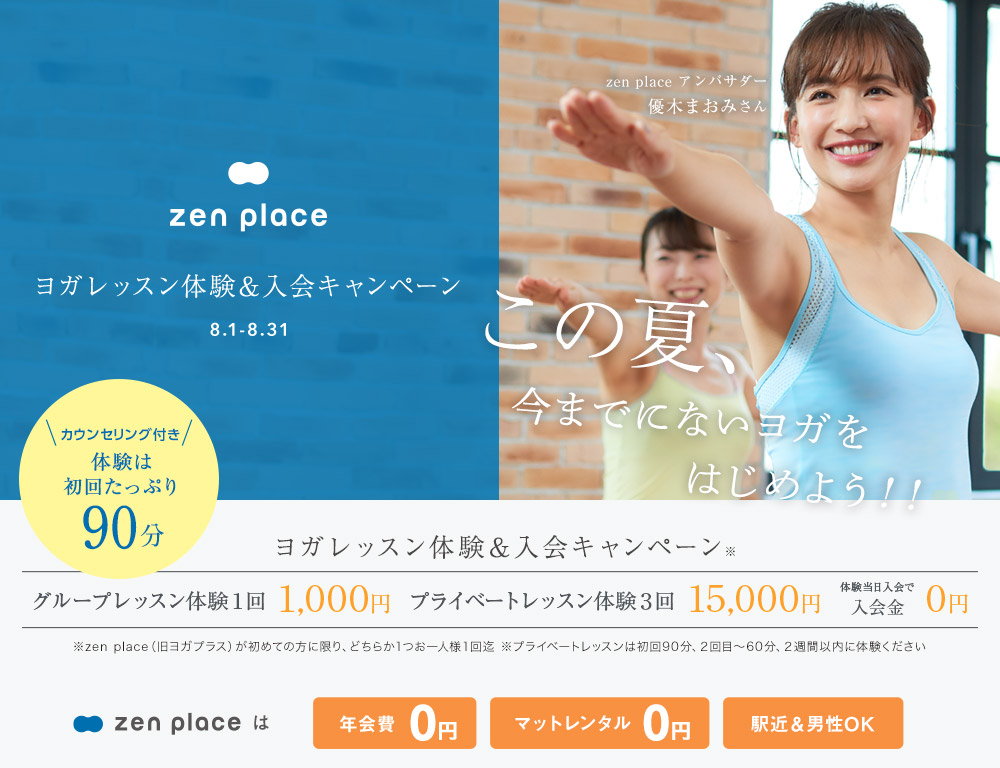 zen place アンバサダー
優木まおみさん
zen place
ヨガレッスン体験＆入会キャンペーン
8.1-8.31
この夏、
今までにないヨガを
はじめよう！！
カウンセリング付き
体験は
初回たっぷり
90分
ヨガレッスン体験＆入会キャンペーン※
グループレッスン体験1回 1,000円 プライベートレッスン体験3回 15,000円 体験当日入会で 入会金 0円
※zen place（旧ヨガプラス）が初めての方に限り、どちらか1つお一人様1回迄 ※プライベートレッスンは初回90分、2回目〜60分、2週間以内に体験ください
zen place は 年会費 0円 マットレンタル 0円 駅近＆男性OK